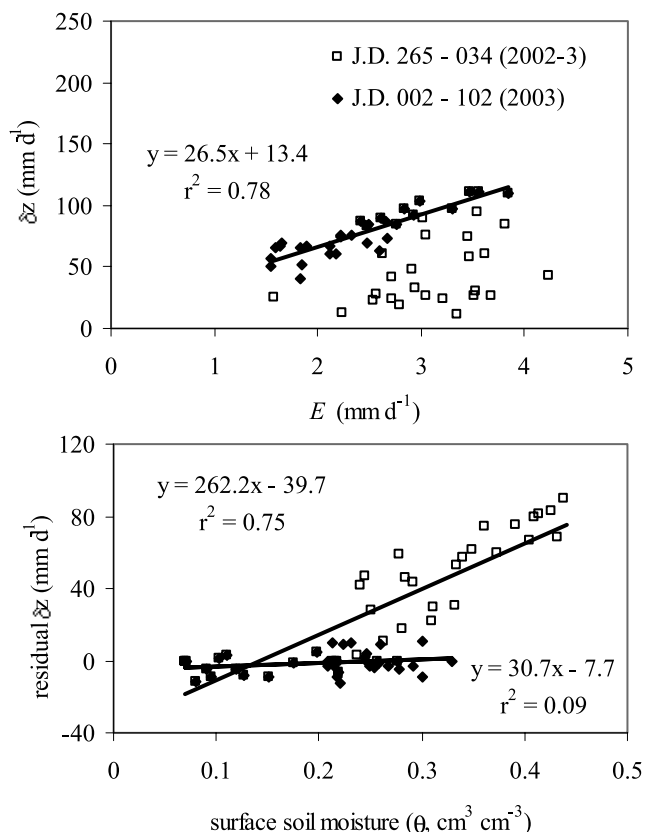 250
200
150
100
50
0
δz (mm d¹)
J.D. 265 - 034 (2002-3)
J.D. 002 - 102 (2003)
y = 26.5x + 13.4
r² = 0.78
0 1 2 3 4 5
E (mm d⁻¹)
120
80
40
0
-40
residual δz (mm d¹)
y = 262.2x - 39.7
r² = 0.75
y = 30.7x - 7.7
r² = 0.09
0 0.1 0.2 0.3 0.4 0.5
surface soil moisture (θ, cm³ cm⁻³)